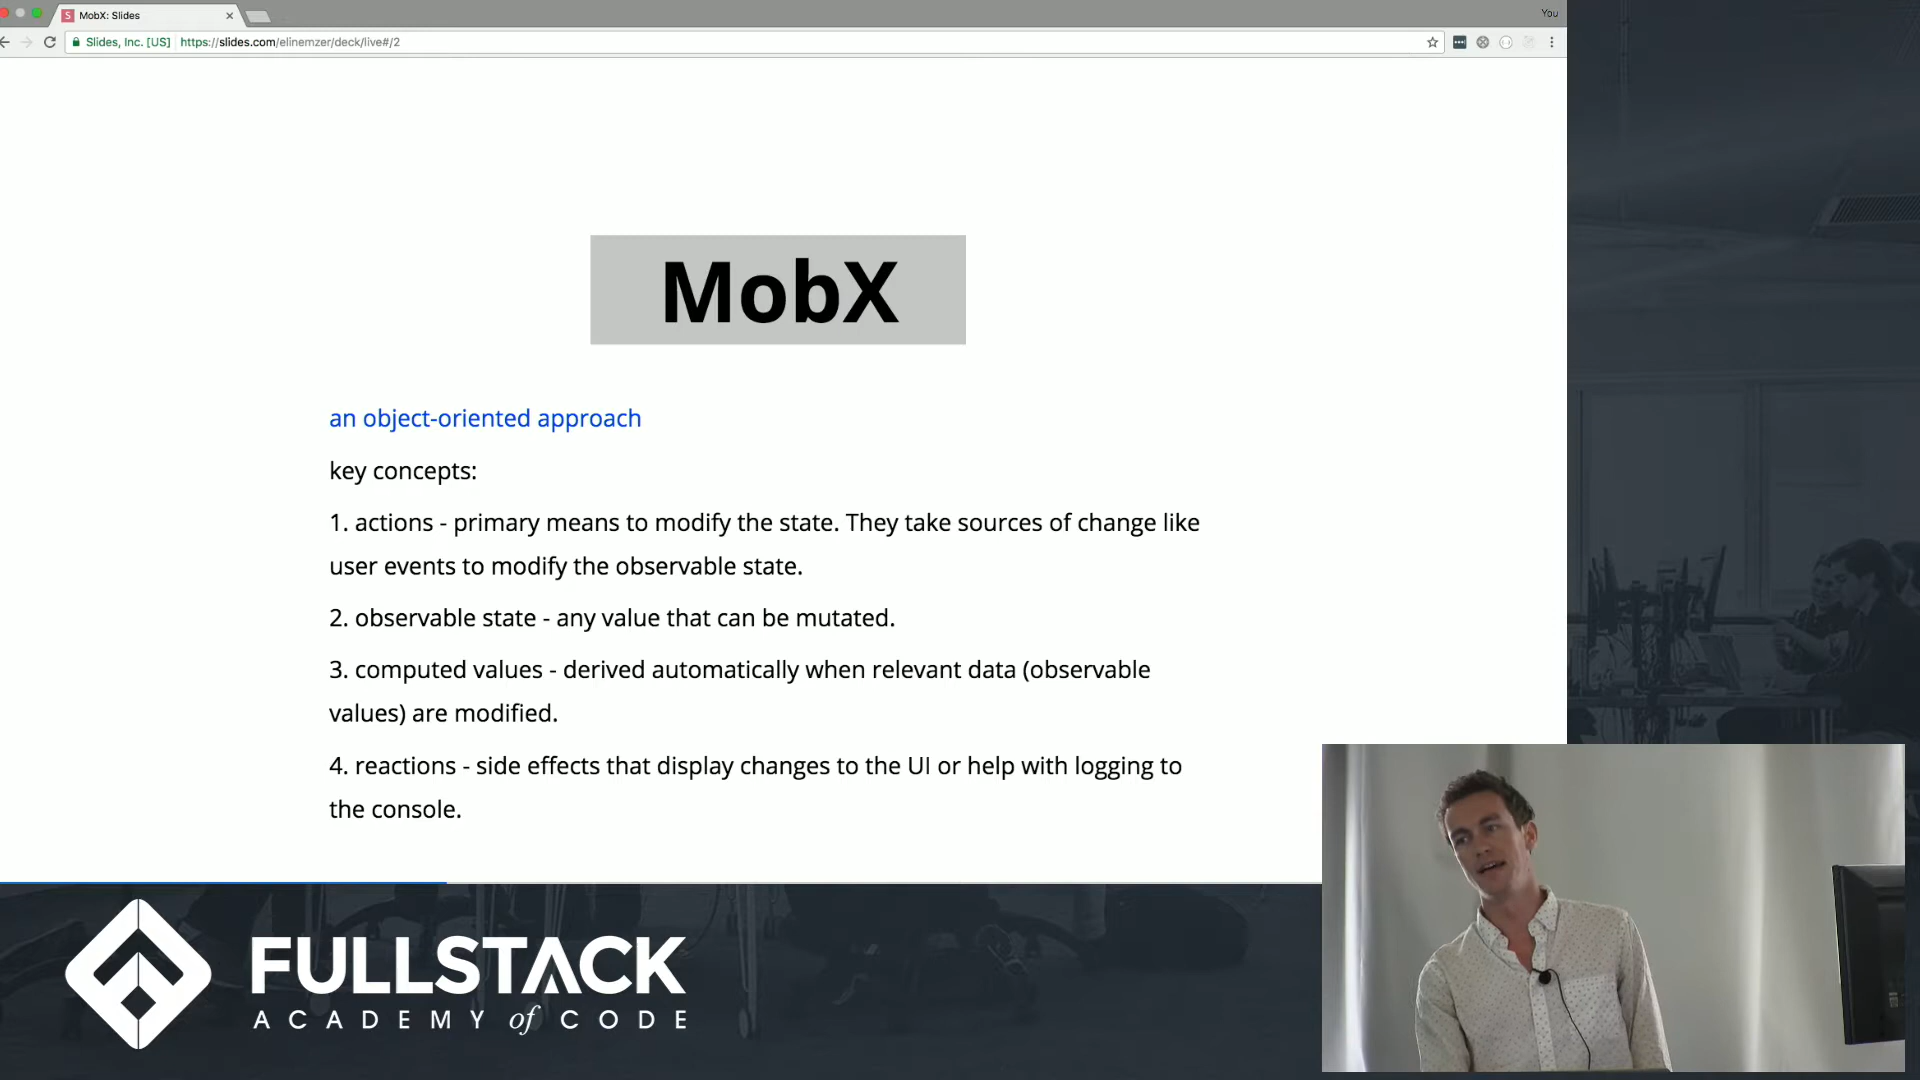 MobX: Slides
You
Slides, Inc. [US] https://slides.com/elinemzer/deck/live#/2
MobX
an object-oriented approach
key concepts:
1. actions - primary means to modify the state. They take sources of change like
user events to modify the observable state.
2. observable state - any value that can be mutated.
3. computed values - derived automatically when relevant data (observable
values) are modified.
4. reactions - side effects that display changes to the UI or help with logging to
the console.
FULLSTACK
ACADEMY of CODE